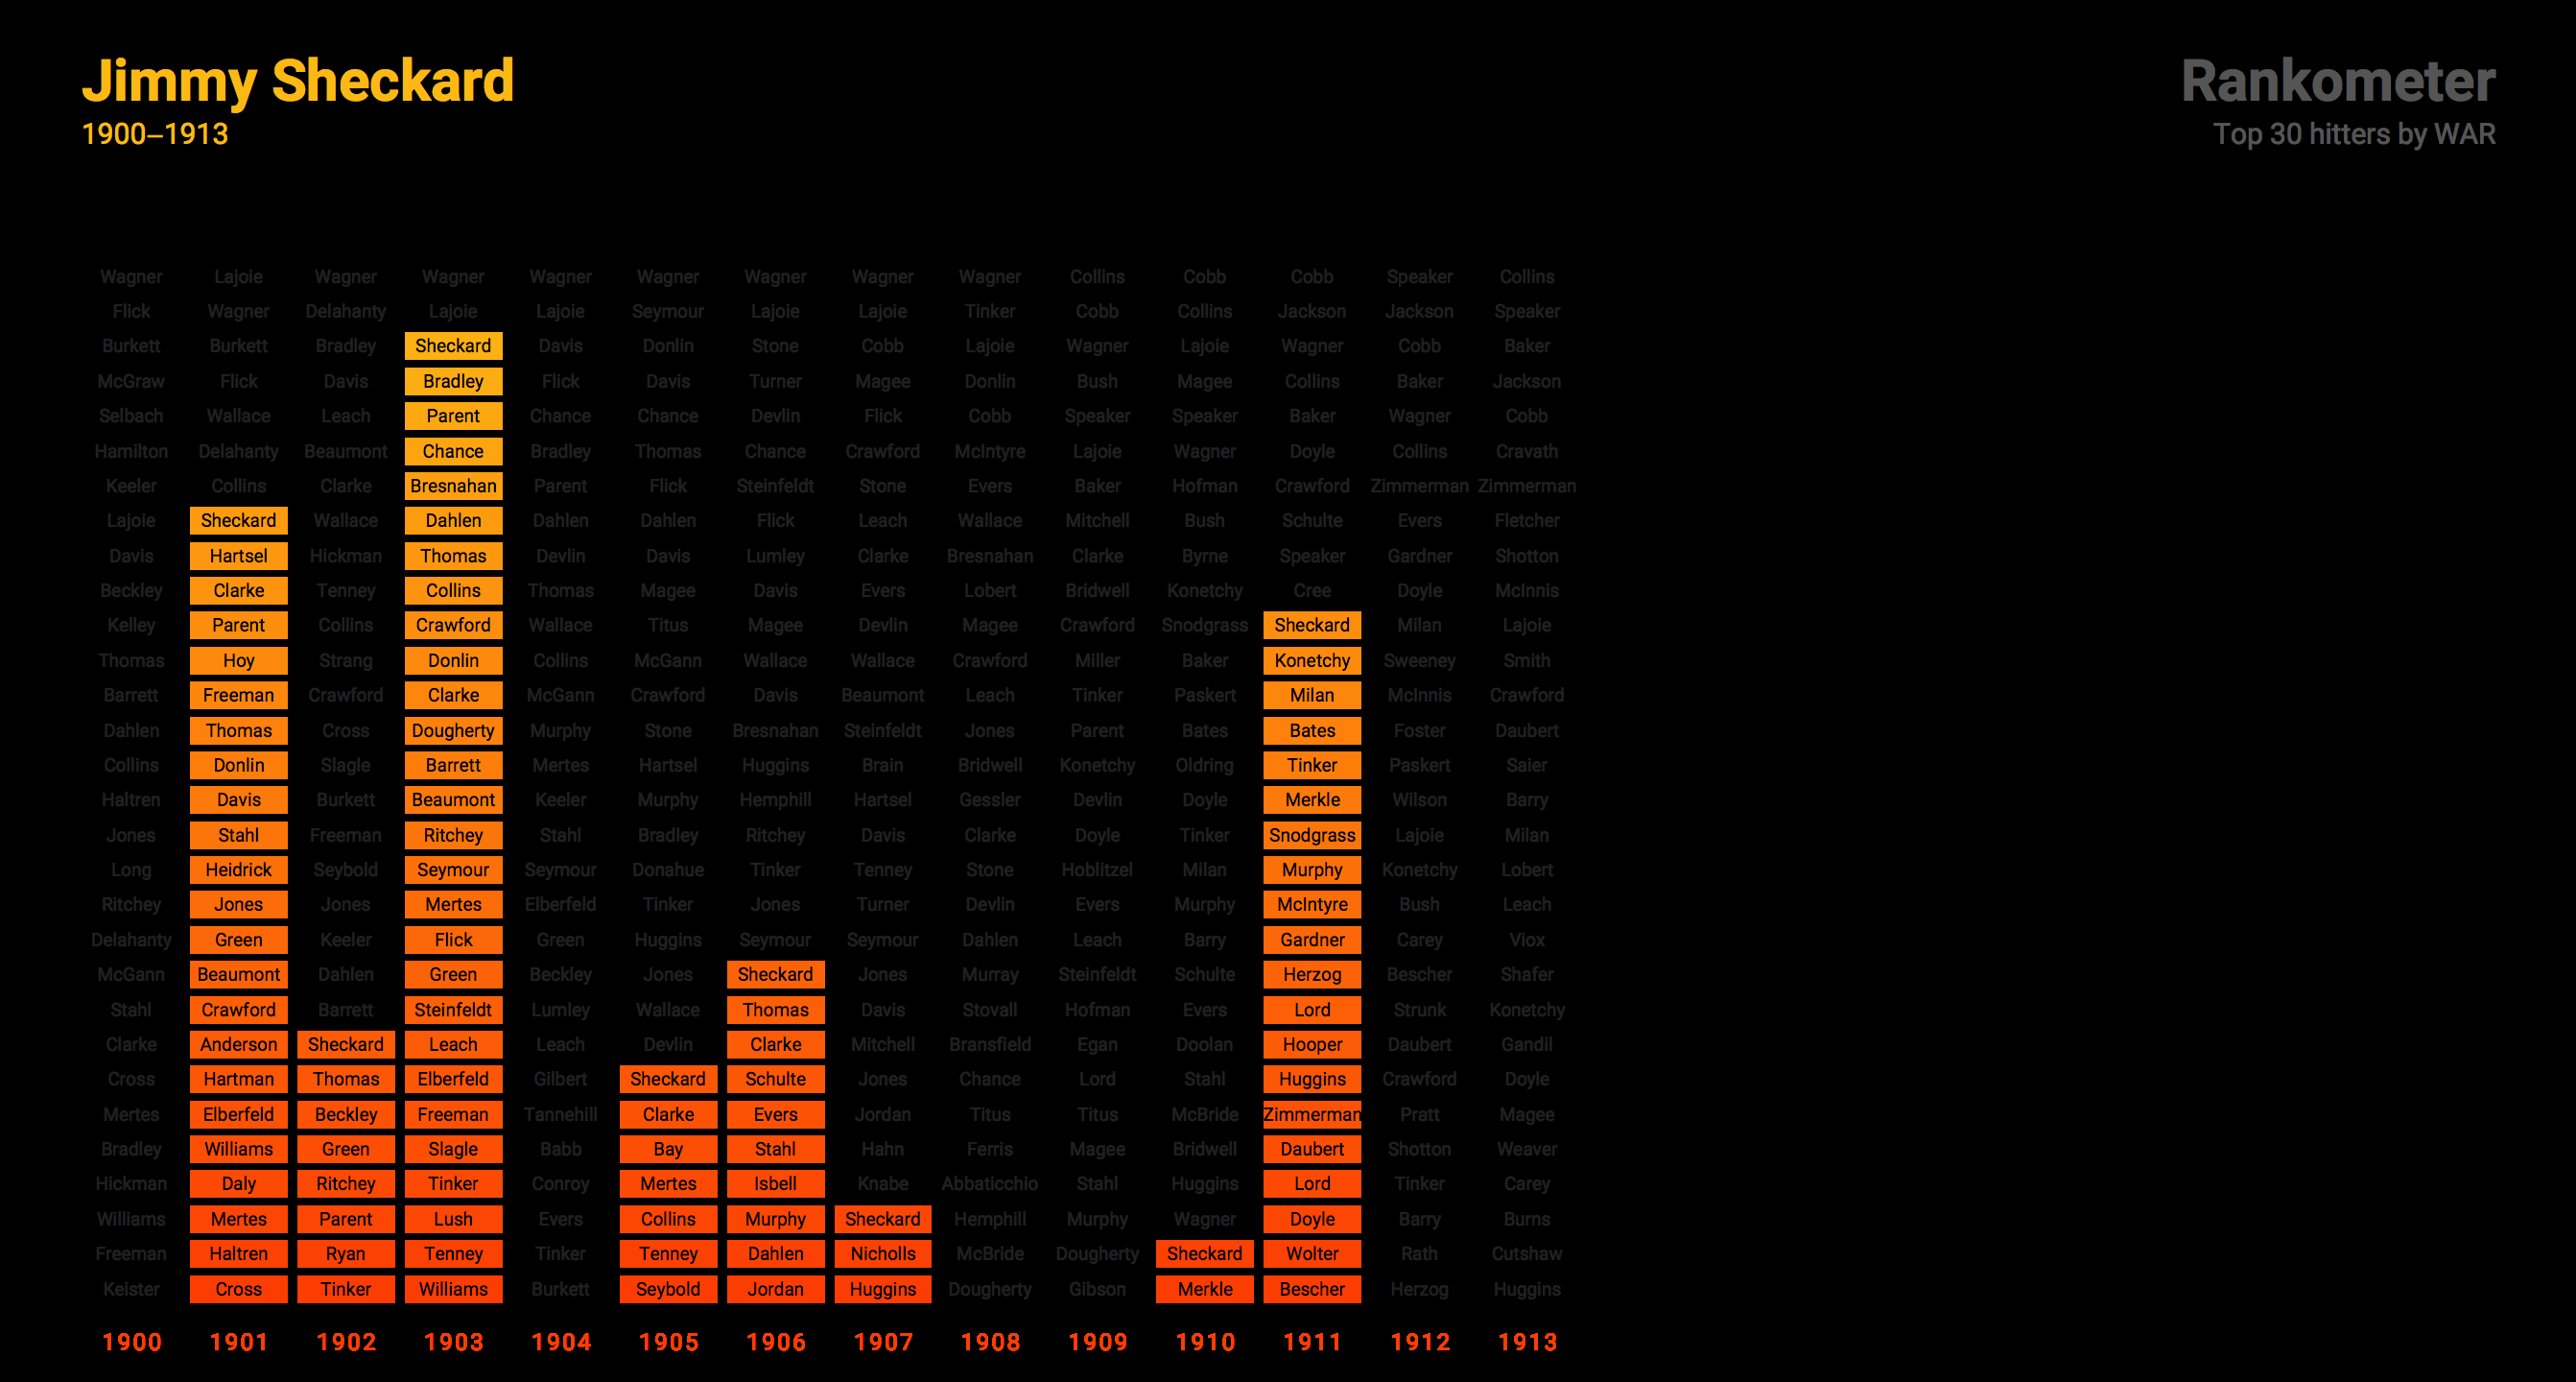 Jimmy Sheckard
1900–1913
Rankometer
Top 30 hitters by WAR
Wagner Lajoie Wagner Wagner Wagner Wagner Wagner Wagner Wagner Collins Cobb Cobb Speaker Collins
Flick Wagner Delahanty Lajoie Lajoie Seymour Lajoie Lajoie Tinker Cobb Collins Jackson Jackson Speaker
Burkett Burkett Bradley Sheckard Davis Donlin Stone Cobb Lajoie Wagner Lajoie Wagner Cobb Baker
McGraw Flick Davis Bradley Flick Davis Turner Magee Donlin Bush Magee Collins Baker Jackson
Selbach Wallace Leach Parent Chance Chance Devlin Flick Cobb Speaker Speaker Baker Wagner Cobb
Hamilton Delahanty Beaumont Chance Bradley Thomas Chance Crawford McIntyre Lajoie Wagner Doyle Collins Cravath
Keeler Collins Clarke Bresnahan Parent Flick Steinfeldt Stone Evers Baker Hofman Crawford Zimmerman Zimmerman
Lajoie Sheckard Wallace Dahlen Dahlen Dahlen Flick Leach Wallace Mitchell Bush Schulte Evers Fletcher
Davis Hartsel Hickman Thomas Devlin Davis Lumley Clarke Bresnahan Clarke Byrne Speaker Gardner Shotton
Beckley Clarke Tenney Collins Thomas Magee Davis Evers Lobert Bridwell Konetchy Cree Doyle McInnis
Kelley Parent Collins Crawford Wallace Titus Magee Devlin Magee Crawford Snodgrass Sheckard Milan Lajoie
Thomas Hoy Strang Donlin Collins McGann Wallace Wallace Crawford Miller Baker Konetchy Sweeney Smith
Barrett Freeman Crawford Clarke McGann Crawford Davis Beaumont Leach Tinker Paskert Milan McInnis Crawford
Dahlen Thomas Cross Dougherty Murphy Stone Bresnahan Steinfeldt Jones Parent Bates Bates Foster Daubert
Collins Donlin Slagle Barrett Mertes Hartsel Huggins Brain Bridwell Konetchy Oldring Tinker Paskert Saier
Haltren Davis Burkett Beaumont Keeler Murphy Hemphill Hartsel Gessler Devlin Doyle Merkle Wilson Barry
Jones Stahl Freeman Ritchey Stahl Bradley Ritchey Davis Clarke Doyle Tinker Snodgrass Lajoie Milan
Long Heidrick Seybold Seymour Seymour Donahue Tinker Tenney Stone Hoblitzel Milan Murphy Konetchy Lobert
Ritchey Jones Jones Mertes Elberfeld Tinker Jones Turner Devlin Evers Murphy McIntyre Bush Leach
Delahanty Green Keeler Flick Green Huggins Seymour Seymour Dahlen Leach Barry Gardner Carey Viox
McGann Beaumont Dahlen Green Beckley Jones Sheckard Jones Murray Steinfeldt Schulte Herzog Bescher Shafer
Stahl Crawford Barrett Steinfeldt Lumley Wallace Thomas Davis Stovall Hofman Evers Lord Strunk Konetchy
Clarke Anderson Sheckard Leach Leach Devlin Clarke Mitchell Bransfield Egan Doolan Hooper Daubert Gandil
Cross Hartman Thomas Elberfeld Gilbert Sheckard Schulte Jones Chance Lord Stahl Huggins Crawford Doyle
Mertes Elberfeld Beckley Freeman Tannehill Clarke Evers Jordan Titus Titus McBride Zimmerman Pratt Magee
Bradley Williams Green Slagle Babb Bay Stahl Hahn Ferris Magee Bridwell Daubert Shotton Weaver
Hickman Daly Ritchey Tinker Conroy Mertes Isbell Knabe Abbaticchio Stahl Huggins Lord Tinker Carey
Williams Mertes Parent Lush Evers Collins Murphy Sheckard Hemphill Murphy Wagner Doyle Barry Burns
Freeman Haltren Ryan Tenney Tinker Tenney Dahlen Nicholls McBride Dougherty Sheckard Wolter Rath Cutshaw
Keister Cross Tinker Williams Burkett Seybold Jordan Huggins Dougherty Gibson Merkle Bescher Herzog Huggins
1900 1901 1902 1903 1904 1905 1906 1907 1908 1909 1910 1911 1912 1913